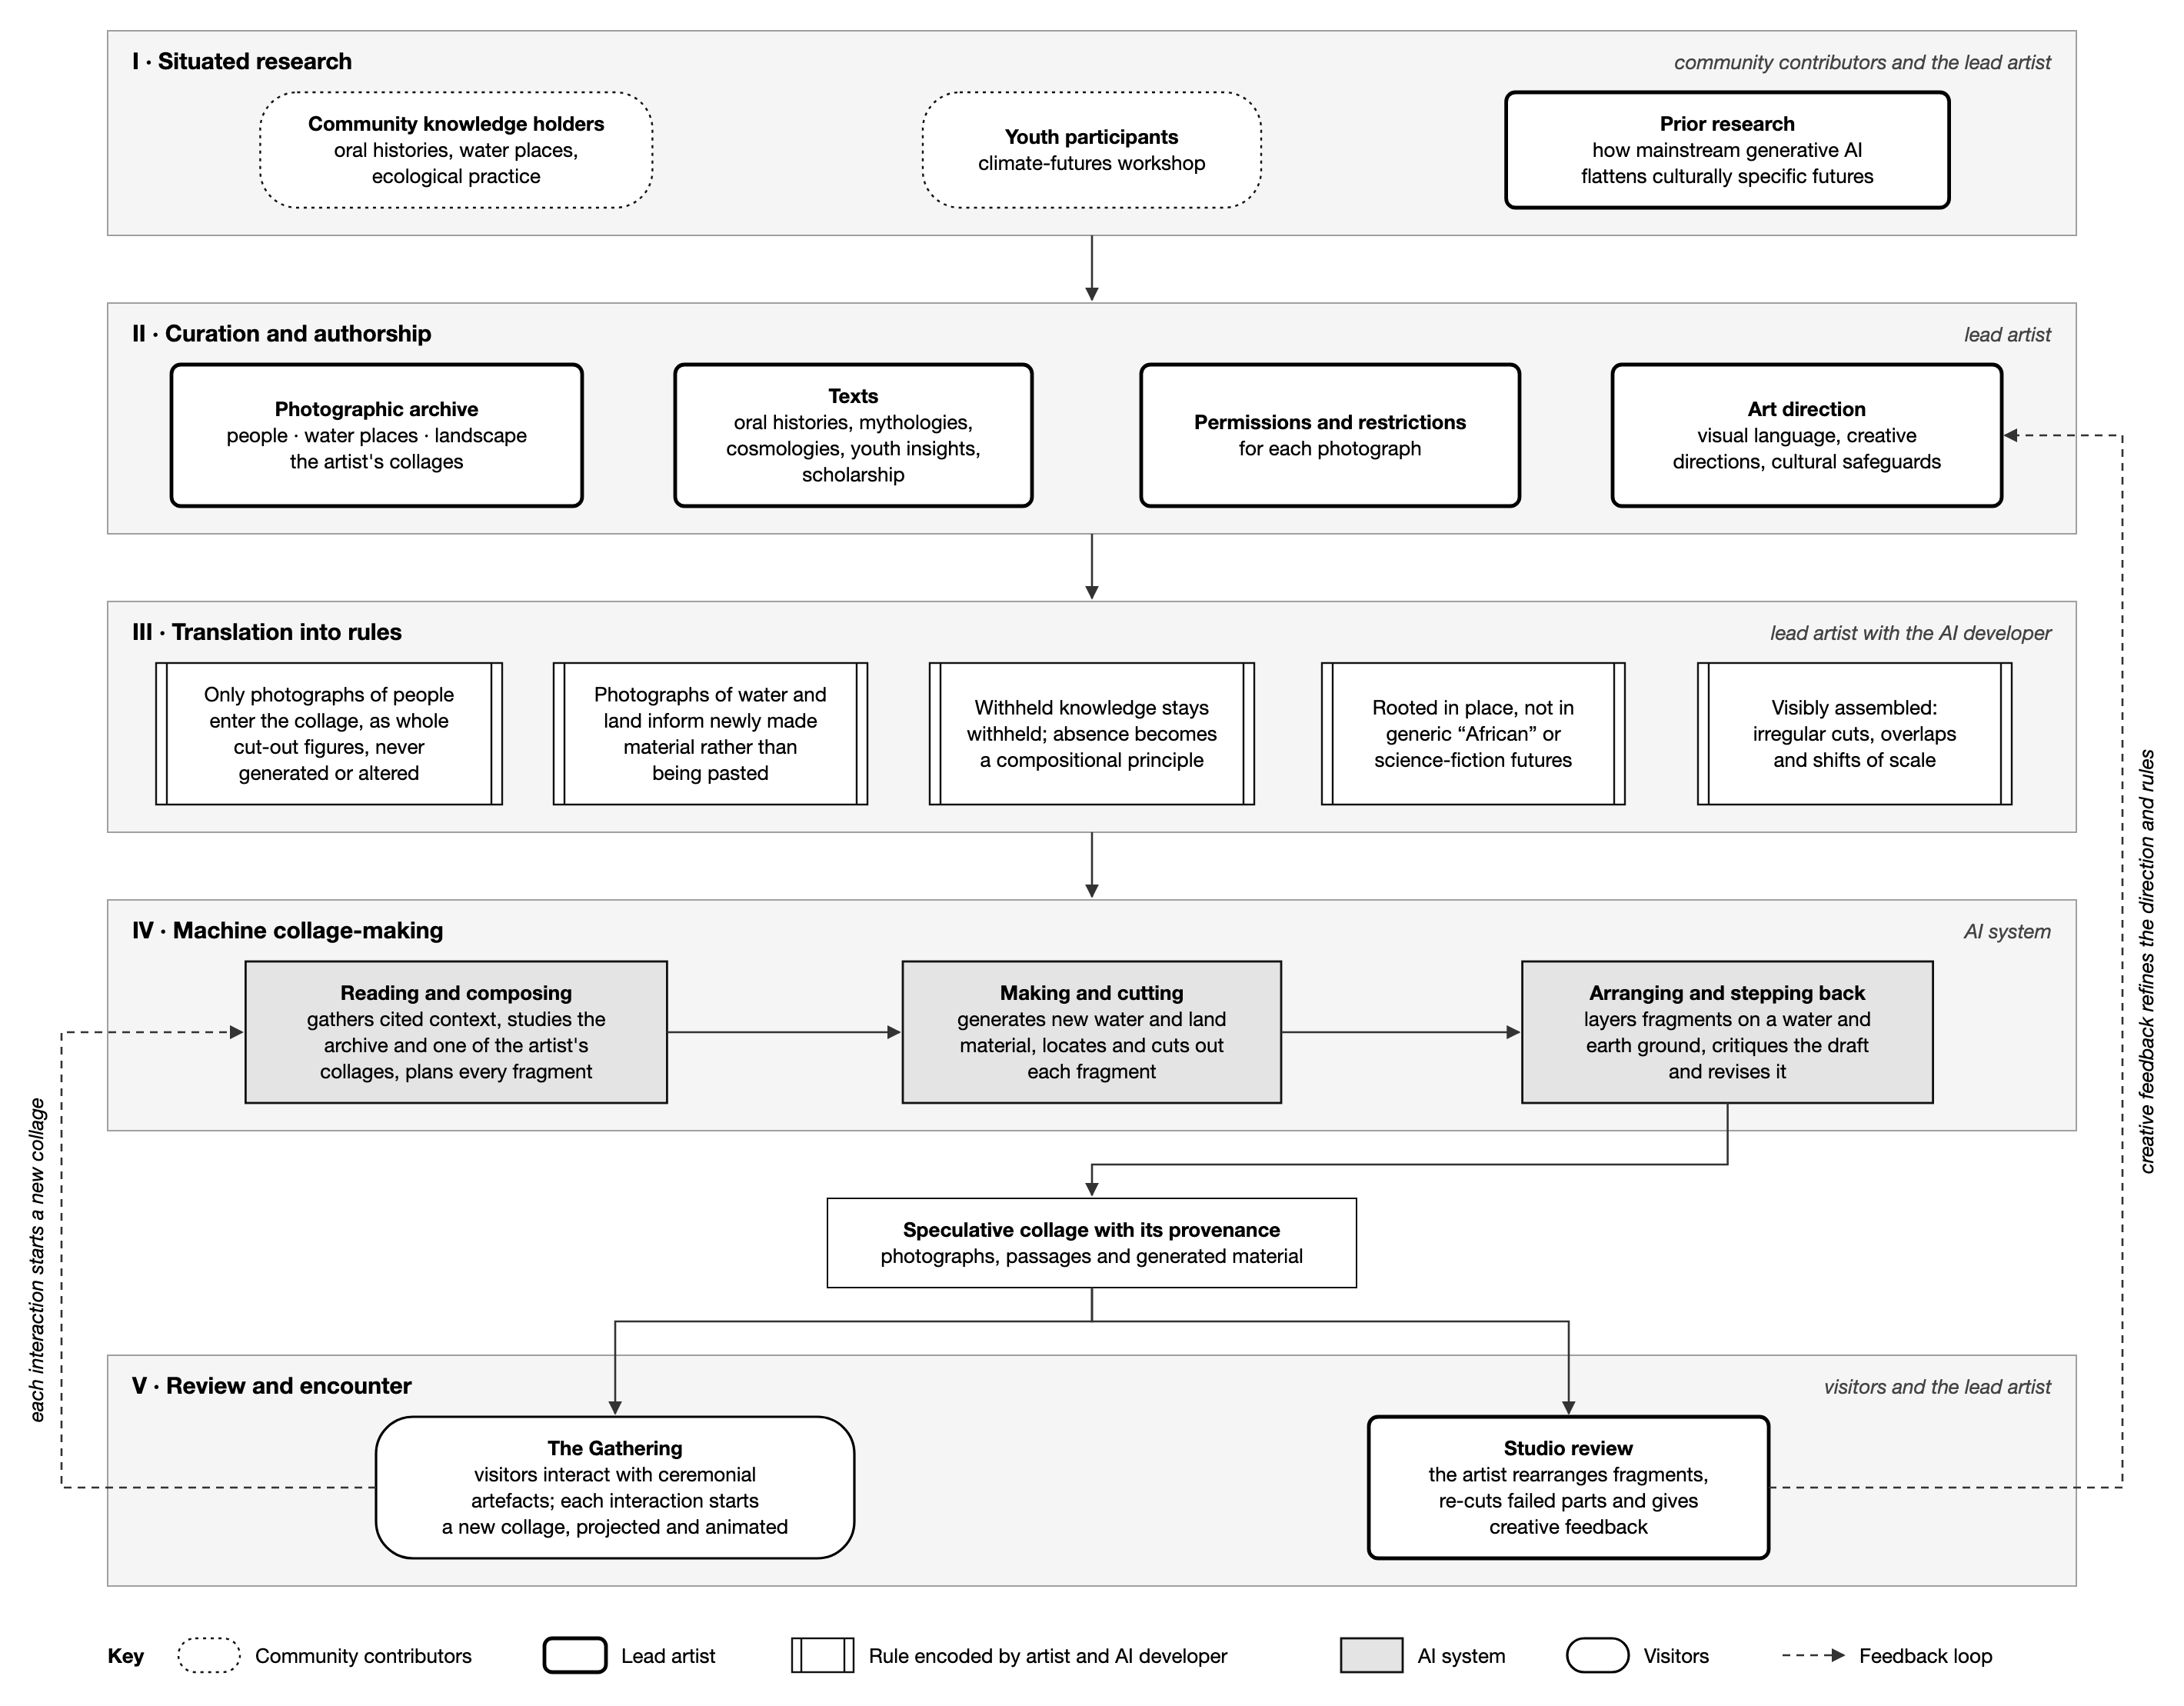 I · Situated research
community contributors and the lead artist
Community knowledge holders
oral histories, water places,
ecological practice
Youth participants
climate-futures workshop
Prior research
how mainstream generative AI
flattens culturally specific futures
II · Curation and authorship
lead artist
Photographic archive
people · water places · landscape
the artist's collages
Texts
oral histories, mythologies,
cosmologies, youth insights,
scholarship
Permissions and restrictions
for each photograph
Art direction
visual language, creative
directions, cultural safeguards
III · Translation into rules
lead artist with the AI developer
Only photographs of people
enter the collage, as whole
cut-out figures, never
generated or altered
Photographs of water and
land inform newly made
material rather than
being pasted
Withheld knowledge stays
withheld; absence becomes
a compositional principle
Rooted in place, not in
generic “African” or
science-fiction futures
Visibly assembled:
irregular cuts, overlaps
and shifts of scale
creative feedback refines the direction and rules
IV · Machine collage-making
AI system
Reading and composing
gathers cited context, studies the
archive and one of the artist's
collages, plans every fragment
Making and cutting
generates new water and land
material, locates and cuts out
each fragment
Arranging and stepping back
layers fragments on a water and
earth ground, critiques the draft
and revises it
each interaction starts a new collage
Speculative collage with its provenance
photographs, passages and generated material
V · Review and encounter
visitors and the lead artist
The Gathering
visitors interact with ceremonial
artefacts; each interaction starts
a new collage, projected and animated
Studio review
the artist rearranges fragments,
re-cuts failed parts and gives
creative feedback
Key
Community contributors
Lead artist
Rule encoded by artist and AI developer
AI system
Visitors
Feedback loop